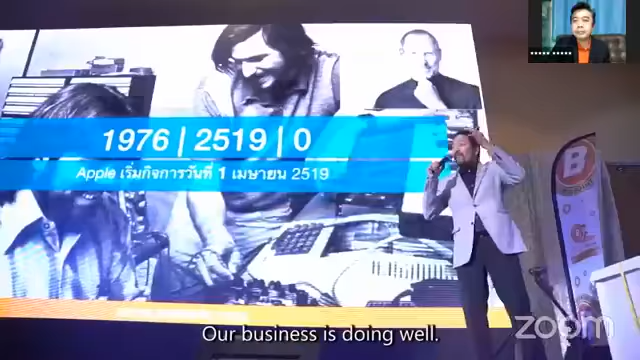 1976 | 2519 | 0
Apple เริ่มกิจการวันที่ 1 เมษายน 2519
B
Our business is doing well.
zoom